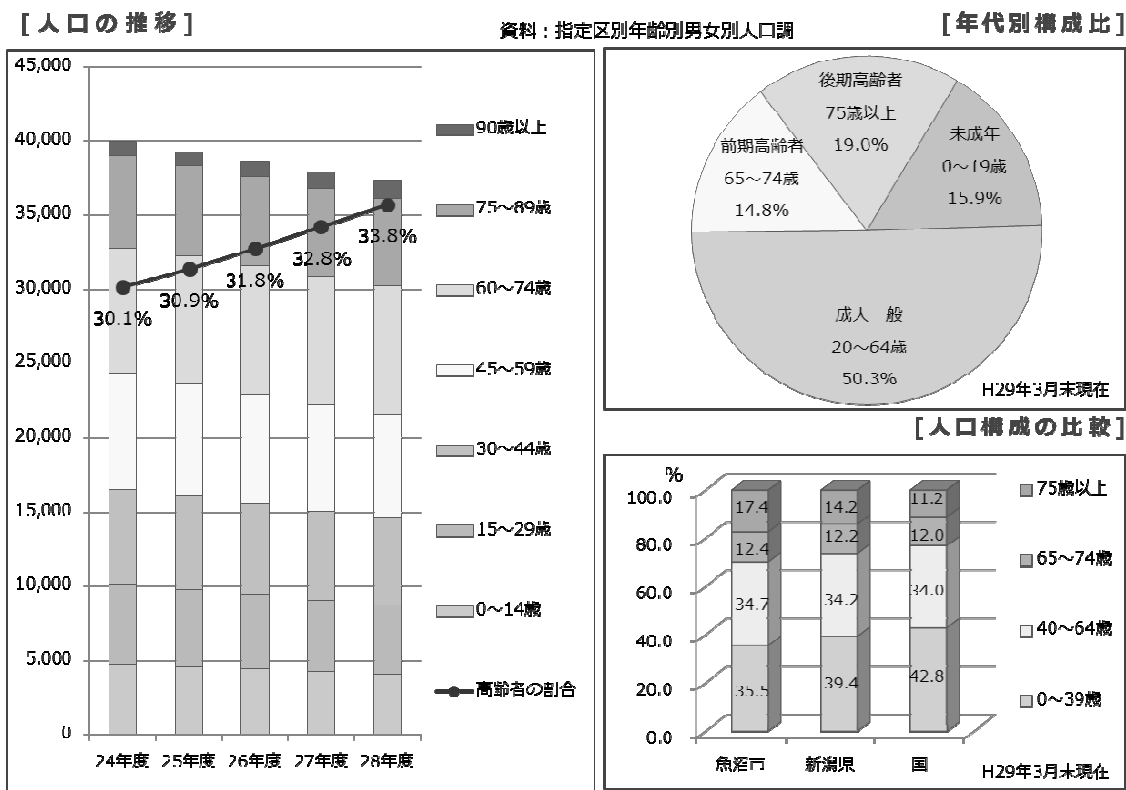 [人口の推移]
資料：指定区別年齢別男女別人口調
45,000
40,000
35,000
30,000
25,000
20,000
15,000
10,000
5,000
0
30.1%
30.9%
31.8%
32.8%
33.8%
24年度
25年度
26年度
27年度
28年度
90歳以上
75～89歳
60～74歳
45～59歳
30～44歳
15～29歳
0～14歳
高齢者の割合
[年代別構成比]
後期高齢者
75歳以上
19.0%
未成年
0～19歳
15.9%
前期高齢者
65～74歳
14.8%
成人　般
20～64歳
50.3%
H29年3月末現在
[人口構成の比較]
%
100.0
80.0
60.0
40.0
20.0
0.0
17.4
12.4
34.7
35.5
14.2
12.2
34.2
39.4
11.2
12.0
34.0
42.8
魚沼市
新潟県
国
75歳以上
65～74歳
40～64歳
0～39歳
H29年3月末現在